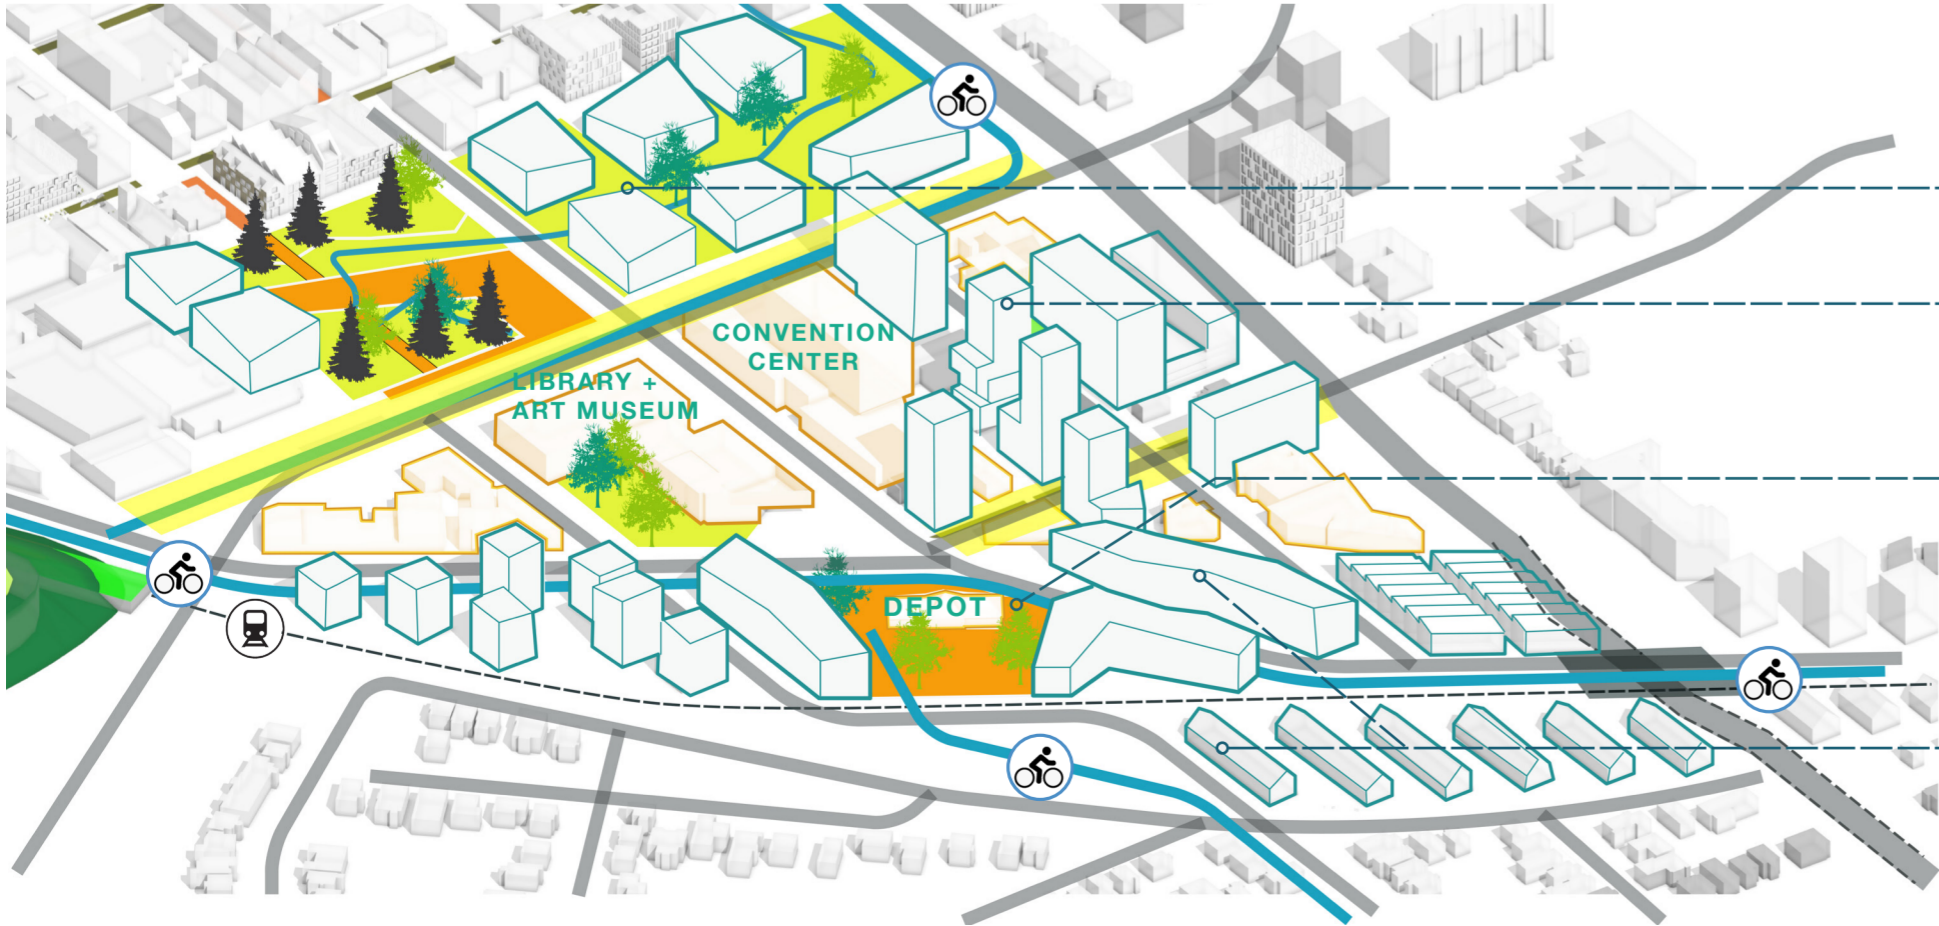 CONVENTION
CENTER
LIBRARY +
ART MUSEUM
DEPOT